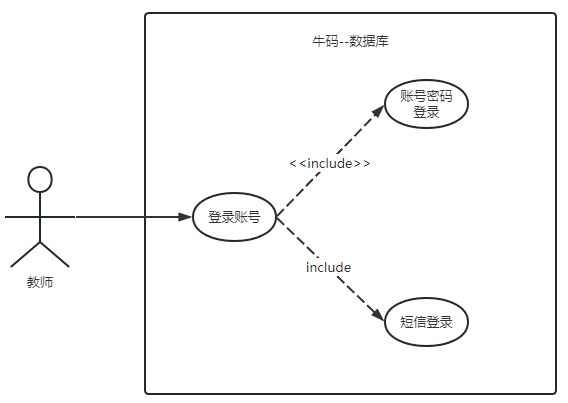 牛码--数据库
账号密码
登录
<<include>>
登录账号
include
教师
短信登录